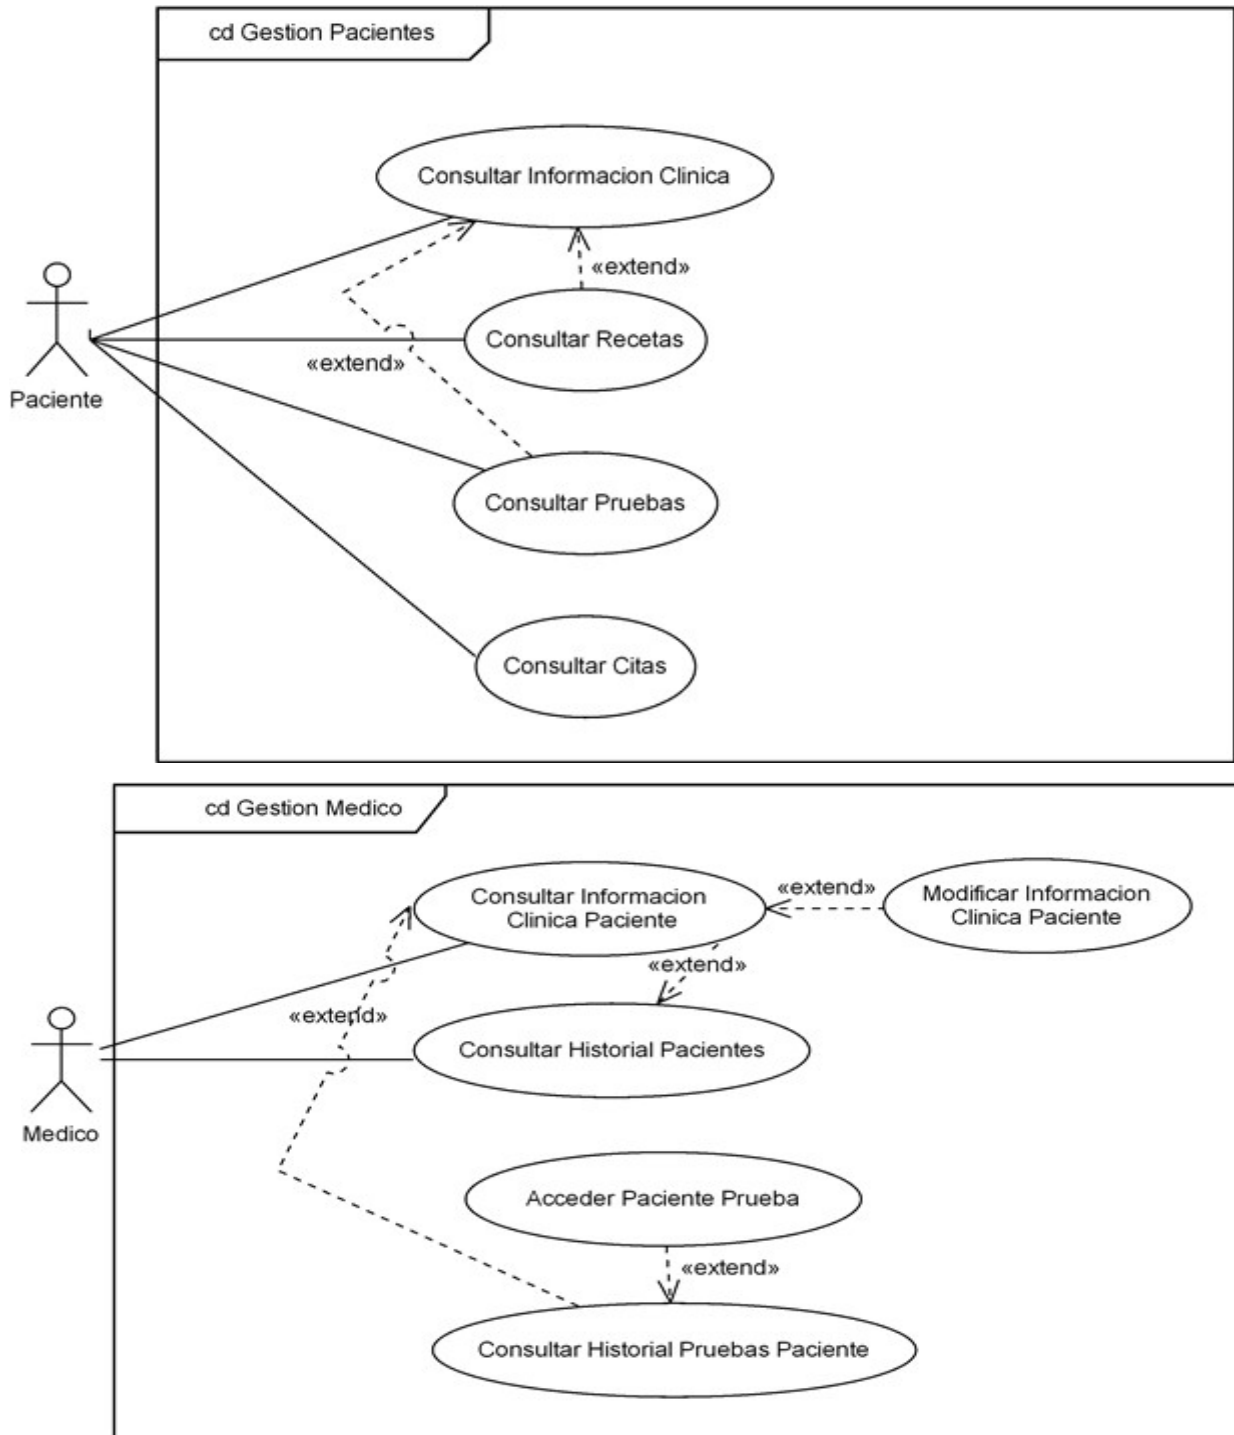 cd Gestion Pacientes
Consultar Informacion Clinica
«extend»
Consultar Recetas
«extend»
Paciente
Consultar Pruebas
Consultar Citas
cd Gestion Medico
Consultar Informacion
Clinica Paciente
«extend»
Modificar Informacion
Clinica Paciente
«extend»
«extend»
Consultar Historial Pacientes
Medico
Acceder Paciente Prueba
«extend»
Consultar Historial Pruebas Paciente